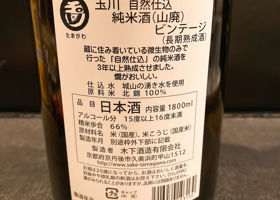 玉川 自然仕込
たまがわ
純米酒(山廃)
ビンテージ
(長期熟成酒)
蔵に住み着いている微生物のみで
行った「自然仕込」の純米酒を
3年以上熟成させました。
燗がおいしい。
仕込水 城山の湧き水を使用
原料米 北錦 100%
品目 日本酒 内容量 1800ml
アルコール分 15度以上16度未満
精米歩合 66%
原材料名 米(国産)、米こうじ(国産米)
製造年月 別途枠下部に記載
製造者 木下酒造有限会社
京都府京丹後市久美浜町甲山1512
http://www.sake-tamagawa.com/